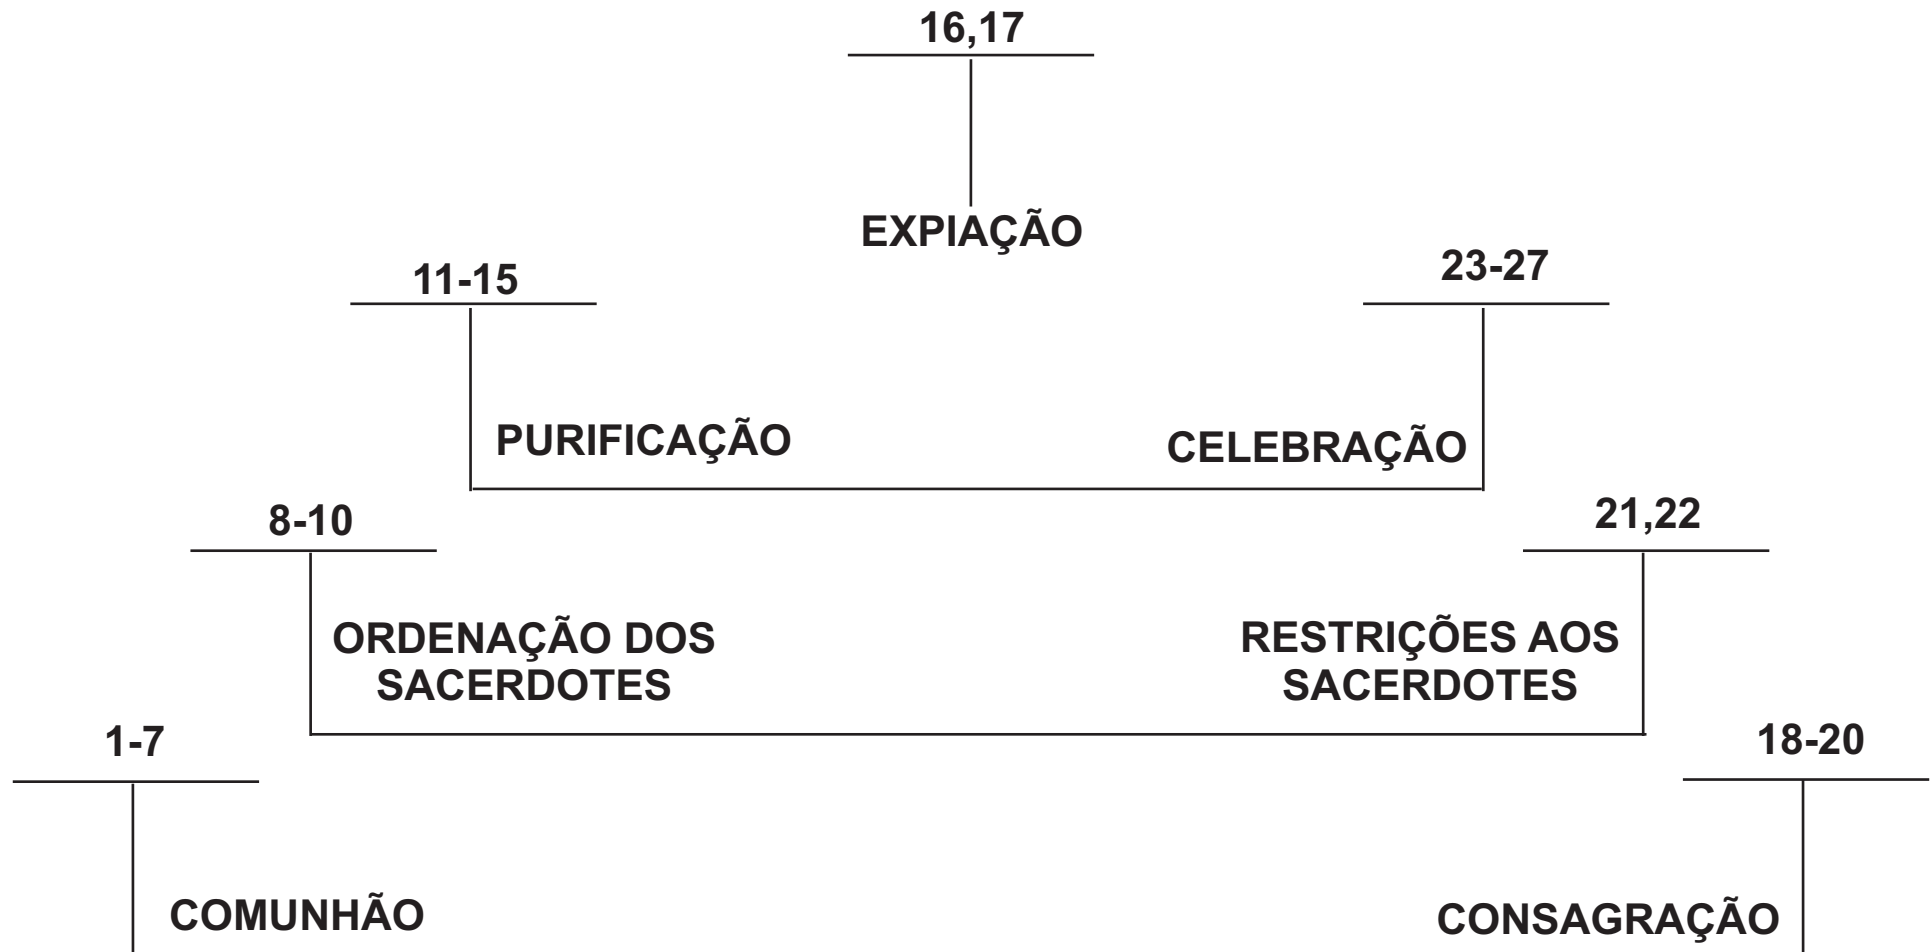 16,17
EXPIAÇÃO
11-15
23-27
PURIFICAÇÃO
CELEBRAÇÃO
8-10
21,22
ORDENAÇÃO DOS
SACERDOTES
RESTRIÇÕES AOS
SACERDOTES
1-7
18-20
COMUNHÃO
CONSAGRAÇÃO